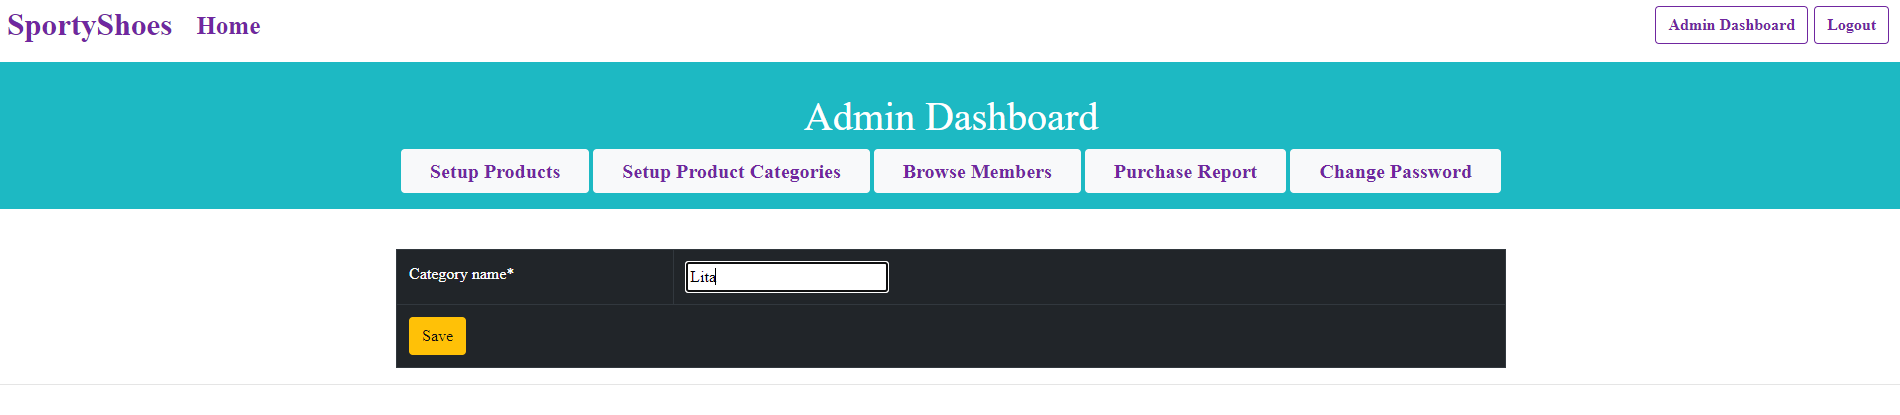 SportyShoes Home Admin Dashboard Logout
Admin Dashboard
Setup Products Setup Product Categories Browse Members Purchase Report Change Password
Category name* Lita
Save